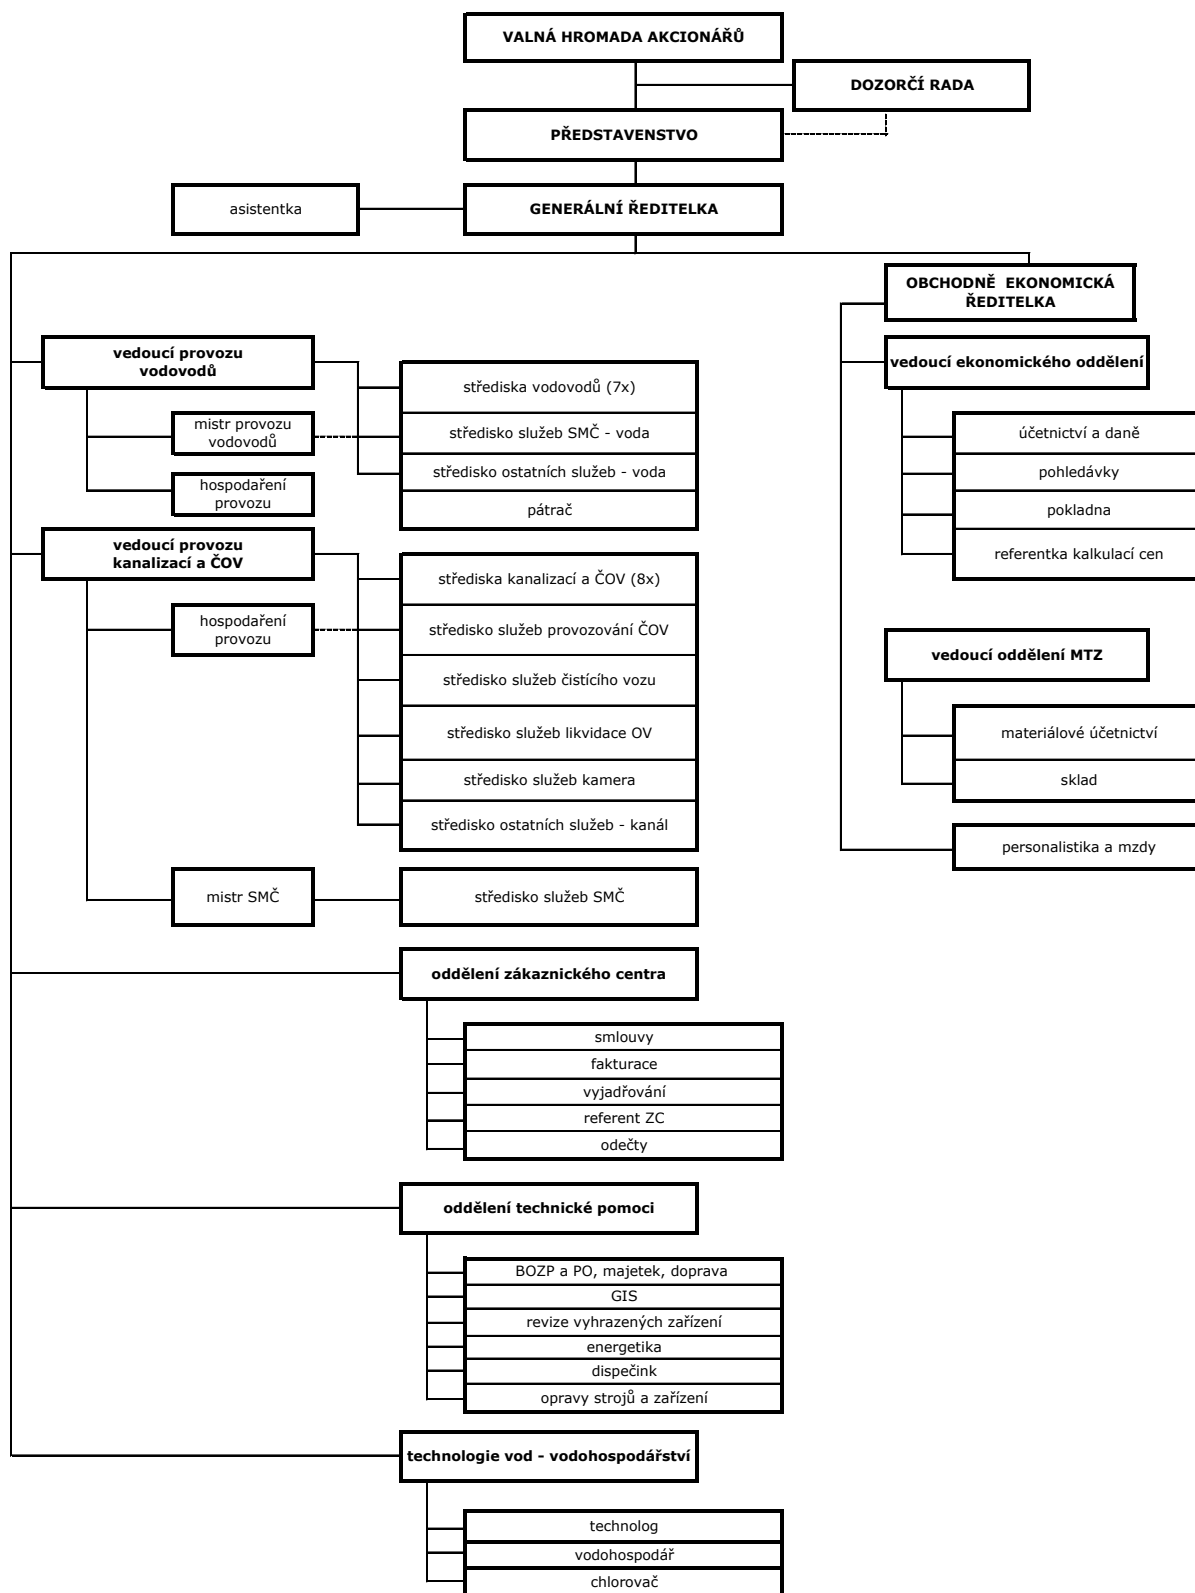 VALNÁ HROMADA AKCIONÁŘŮ
DOZORČÍ RADA
PŘEDSTAVENSTVO
asistentka
GENERÁLNÍ ŘEDITELKA
OBCHODNĚ EKONOMICKÁ
ŘEDITELKA
vedoucí provozu
vodovodů
střediska vodovodů (7x)
mistr provozu
vodovodů
středisko služeb SMČ - voda
středisko ostatních služeb - voda
hospodaření
provozu
pátrač
vedoucí provozu
kanalizací a ČOV
střediska kanalizací a ČOV (8x)
hospodaření
provozu
středisko služeb provozování ČOV
středisko služeb čistícího vozu
středisko služeb likvidace OV
středisko služeb kamera
středisko ostatních služeb - kanál
mistr SMČ
středisko služeb SMČ
vedoucí ekonomického oddělení
účetnictví a daně
pohledávky
pokladna
referentka kalkulací cen
vedoucí oddělení MTZ
materiálové účetnictví
sklad
personalistika a mzdy
oddělení zákaznického centra
smlouvy
fakturace
vyjadřování
referent ZC
odečty
oddělení technické pomoci
BOZP a PO, majetek, doprava
GIS
revize vyhrazených zařízení
energetika
dispečink
opravy strojů a zařízení
technologie vod - vodohospodářství
technolog
vodohospodář
chlorovač